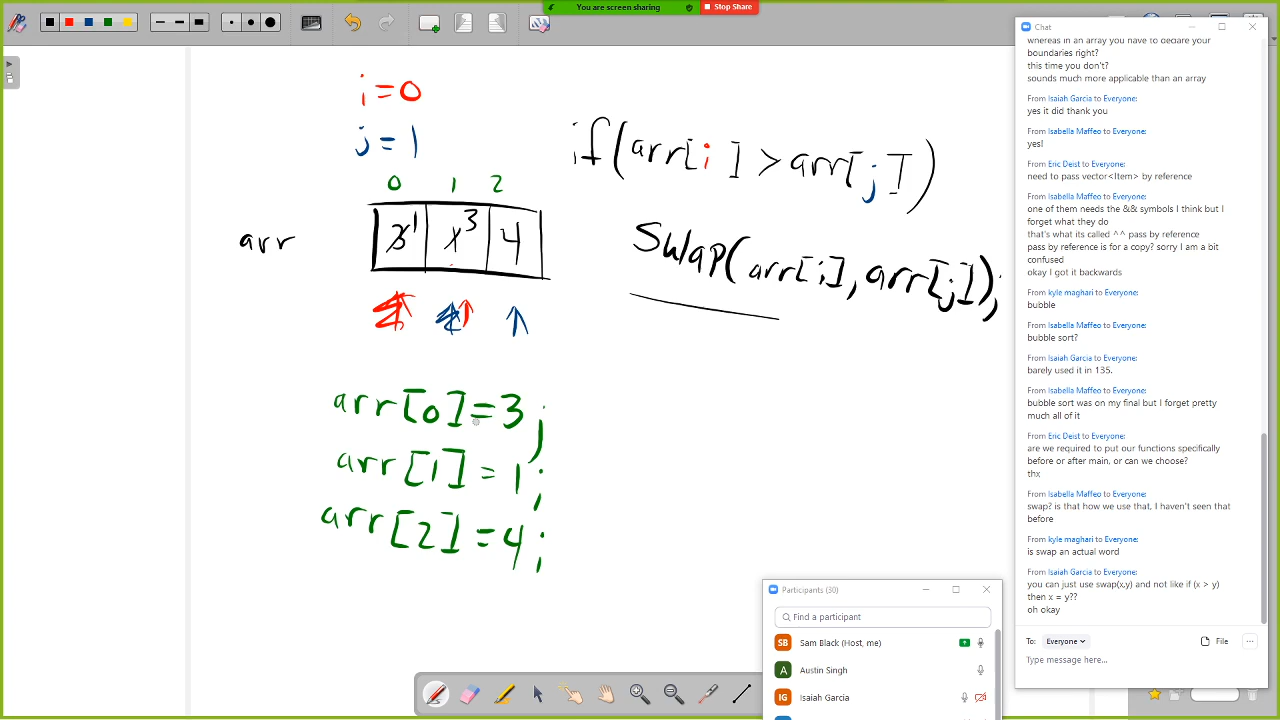 You are screen sharing
Stop Share
i = 0
j = 1
0 1 2
arr
3 1 1 3 4
if(arr[i] > arr[j])
Swap(arr[i], arr[j]);
arr[0] = 3;
arr[1] = 1;
arr[2] = 4;
Participants (30)
Find a participant
SB Sam Black (Host, me)
A Austin Singh
IG Isaiah Garcia
Chat
whereas in an array you have to declare your
boundaries right?
this time you don't?
sounds much more applicable than an array
From Isaiah Garcia to Everyone:
yes it did thank you
From Isabella Maffeo to Everyone:
yes!
From Eric Deist to Everyone:
need to pass vector<Item> by reference
From Isabella Maffeo to Everyone:
one of them needs the && symbols I think but I
forget what they do
that's what its called ^^ pass by reference
pass by reference is for a copy? sorry I am a bit
confused
okay I got it backwards
From kyle maghari to Everyone:
bubble
From Isabella Maffeo to Everyone:
bubble sort?
From Isaiah Garcia to Everyone:
barely used it in 135.
From Isabella Maffeo to Everyone:
bubble sort was on my final but I forget pretty
much all of it
From Eric Deist to Everyone:
are we required to put our functions specifically
before or after main, or can we choose?
thx
From Isabella Maffeo to Everyone:
swap? is that how we use that, I haven't seen that
before
From kyle maghari to Everyone:
is swap an actual word
From Isaiah Garcia to Everyone:
you can just use swap(x,y) and not like if (x > y)
then x = y??
oh okay
To: Everyone
File
Type message here...